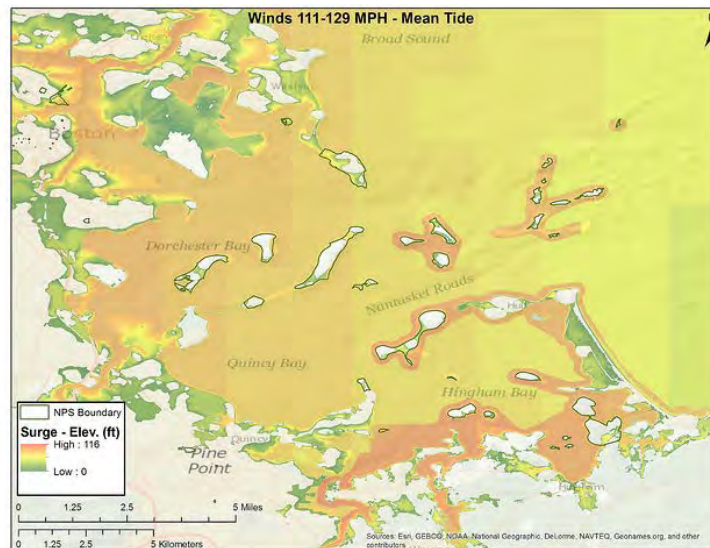 Winds 111-129 MPH - Mean Tide
Broad Sound
Boston
Dorchester Bay
Nantasket Roads
Hull
Quincy Bay
Hingham Bay
NPS Boundary
Surge - Elev. (ft)
High : 116
Low : 0
Quincy
Pine
Point
Hingham
0 1.25 2.5 5 Miles
0 1.25 2.5 5 Kilometers
Sources: Esri, GEBCO, NOAA, National Geographic, DeLorme, NAVTEQ, Geonames.org, and other
contributors